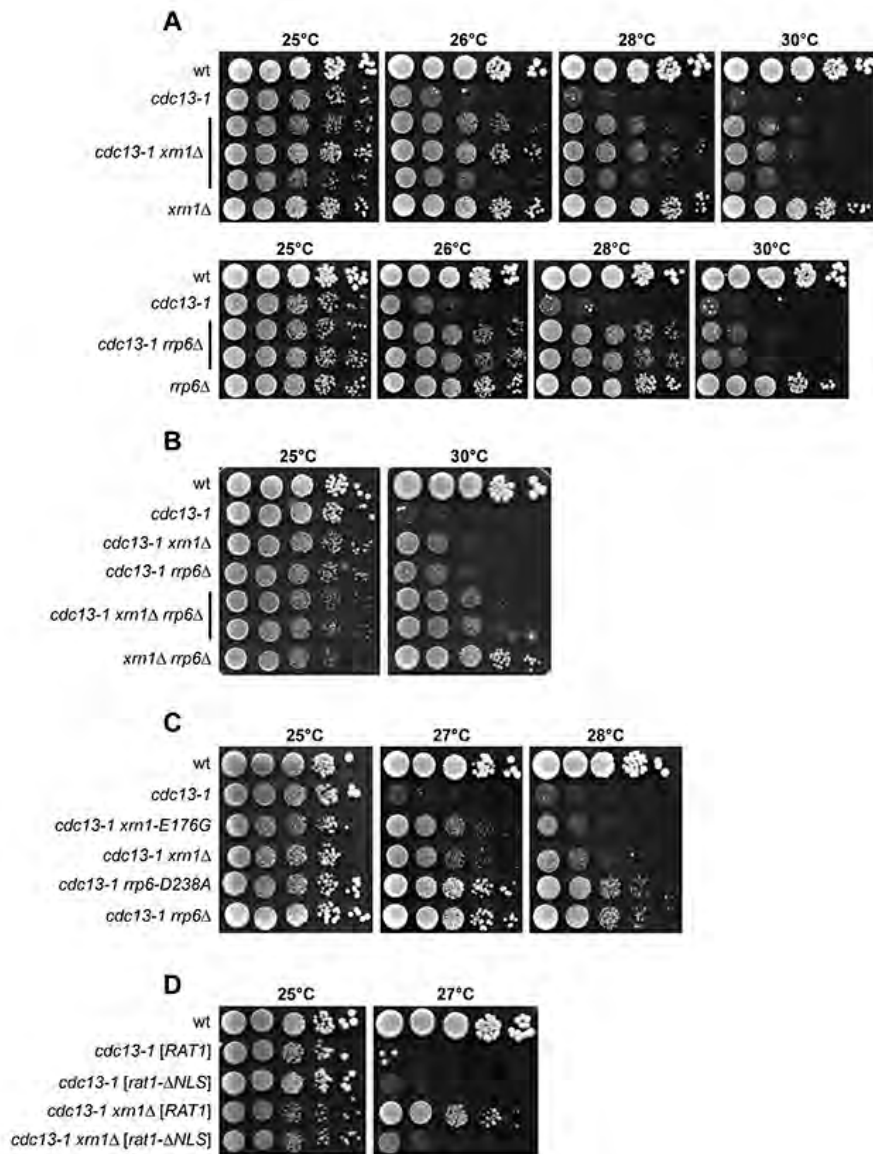 A
25°C 26°C 28°C 30°C
wt
cdc13-1
cdc13-1 xrn1Δ
xrn1Δ
25°C 26°C 28°C 30°C
wt
cdc13-1
cdc13-1 rrp6Δ
rrp6Δ
B
25°C 30°C
wt
cdc13-1
cdc13-1 xrn1Δ
cdc13-1 rrp6Δ
cdc13-1 xrn1Δ rrp6Δ
xrn1Δ rrp6Δ
C
25°C 27°C 28°C
wt
cdc13-1
cdc13-1 xrn1-E176G
cdc13-1 xrn1Δ
cdc13-1 rrp6-D238A
cdc13-1 rrp6Δ
D
25°C 27°C
wt
cdc13-1 [RAT1]
cdc13-1 [rat1-ΔNLS]
cdc13-1 xrn1Δ [RAT1]
cdc13-1 xrn1Δ [rat1-ΔNLS]